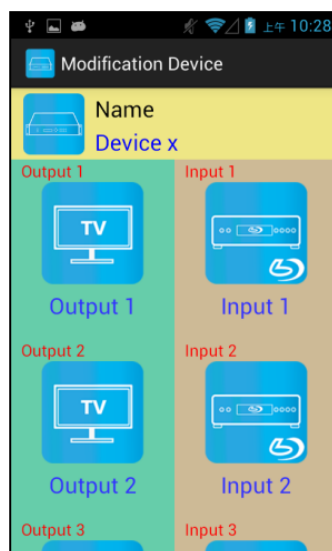 上午 10:28
Modification Device
Name
Device x
Output 1
Input 1
TV
Output 1
Input 1
Output 2
Input 2
TV
Output 2
Input 2
Output 3
Input 3